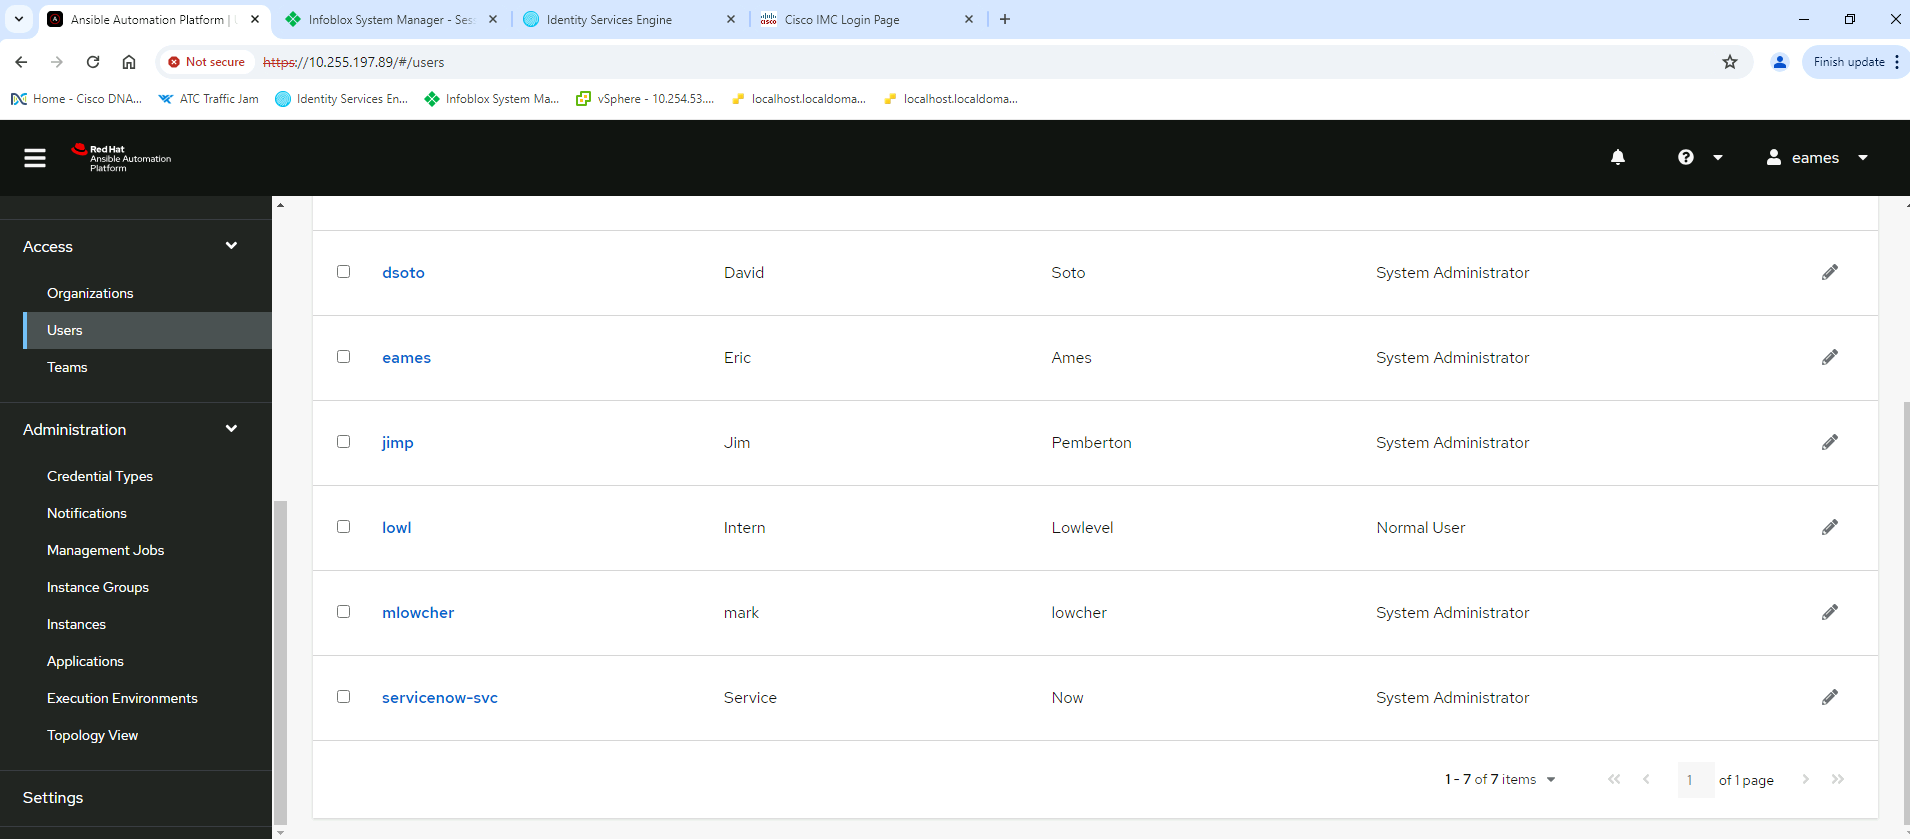 Ansible Automation Platform |
Infoblox System Manager - Ses
Identity Services Engine
Cisco IMC Login Page
Not secure
https://10.255.197.89/#/users
Finish update
Home - Cisco DNA...
ATC Traffic Jam
Identity Services En...
Infoblox System Ma...
vSphere - 10.254.53....
localhost.localdoma...
localhost.localdoma...
Red Hat
Ansible Automation
Platform
eames
Access
Organizations
Users
Teams
Administration
Credential Types
Notifications
Management Jobs
Instance Groups
Instances
Applications
Execution Environments
Topology View
Settings
dsoto David Soto System Administrator
eames Eric Ames System Administrator
jimp Jim Pemberton System Administrator
lowl Intern Lowlevel Normal User
mlowcher mark lowcher System Administrator
servicenow-svc Service Now System Administrator
1 - 7 of 7 items
1 of 1 page